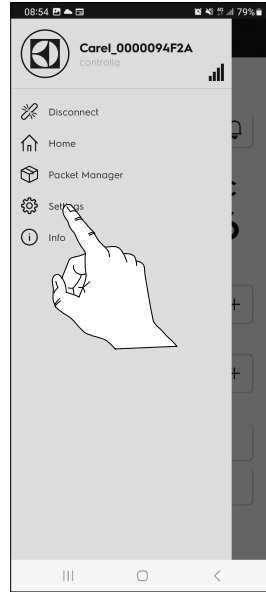 08:54
79%
Carel_0000094F2A
controlla
Disconnect
Home
Packet Manager
Settings
Info